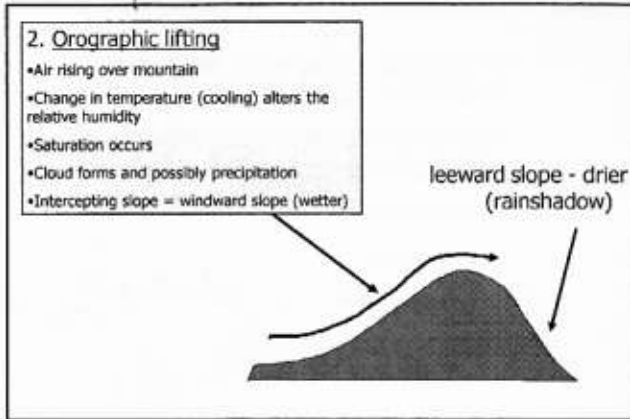 2. Orographic lifting
•Air rising over mountain
•Change in temperature (cooling) alters the
relative humidity
•Saturation occurs
•Cloud forms and possibly precipitation
•Intercepting slope = windward slope (wetter)
leeward slope - drier
(rainshadow)